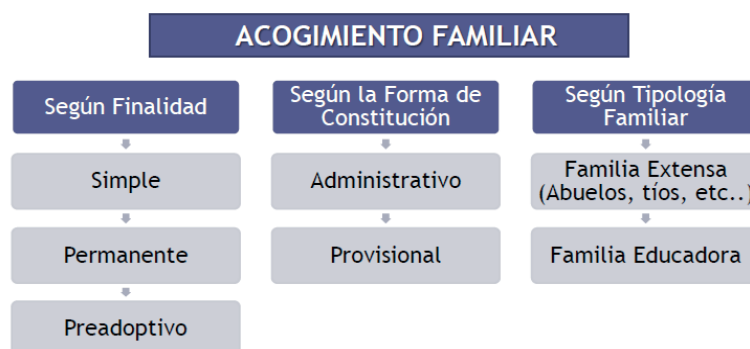 ACOGIMIENTO FAMILIAR
Según Finalidad
Simple
Permanente
Preadoptivo
Según la Forma de
Constitución
Administrativo
Provisional
Según Tipología
Familiar
Familia Extensa
(Abuelos, tíos, etc..)
Familia Educadora